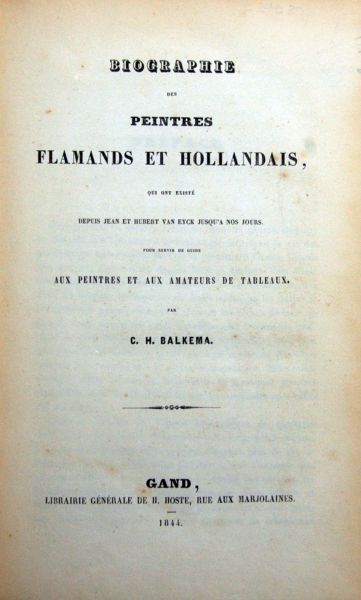 BIOGRAPHIE
DES
PEINTRES
FLAMANDS ET HOLLANDAIS,
QUI ONT EXISTÉ
DEPUIS JEAN ET HUBERT VAN EYCK JUSQU'A NOS JOURS.
POUR SERVIR DE GUIDE
AUX PEINTRES ET AUX AMATEURS DE TABLEAUX.
PAR
C. H. BALKEMA.
GAND,
LIBRAIRIE GÉNÉRALE DE H. HOSTE, RUE AUX MARJOLAINES.
1844.